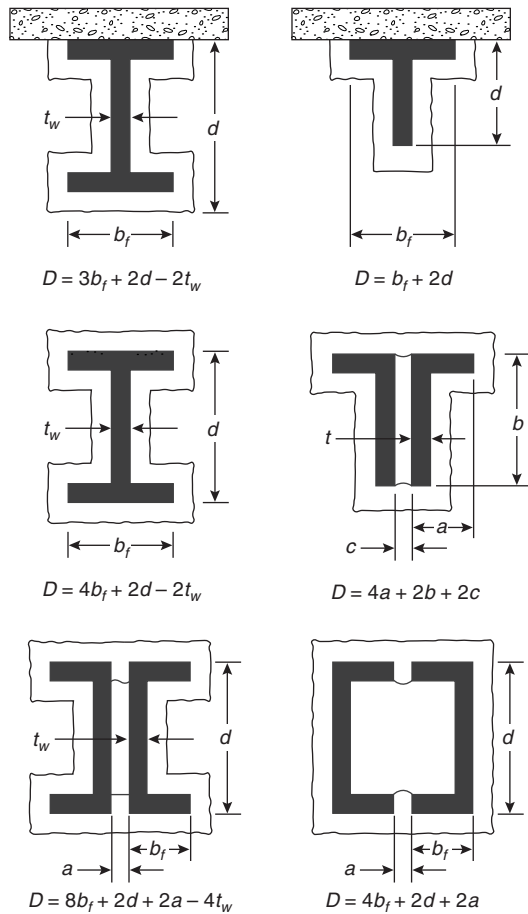 t_w
d
b_f
D = 3b_f + 2d – 2t_w
d
b_f
D = b_f + 2d
t_w
d
b_f
D = 4b_f + 2d – 2t_w
t
b
a
c
D = 4a + 2b + 2c
t_w
d
b_f
a
D = 8b_f + 2d + 2a – 4t_w
d
b_f
a
D = 4b_f + 2d + 2a